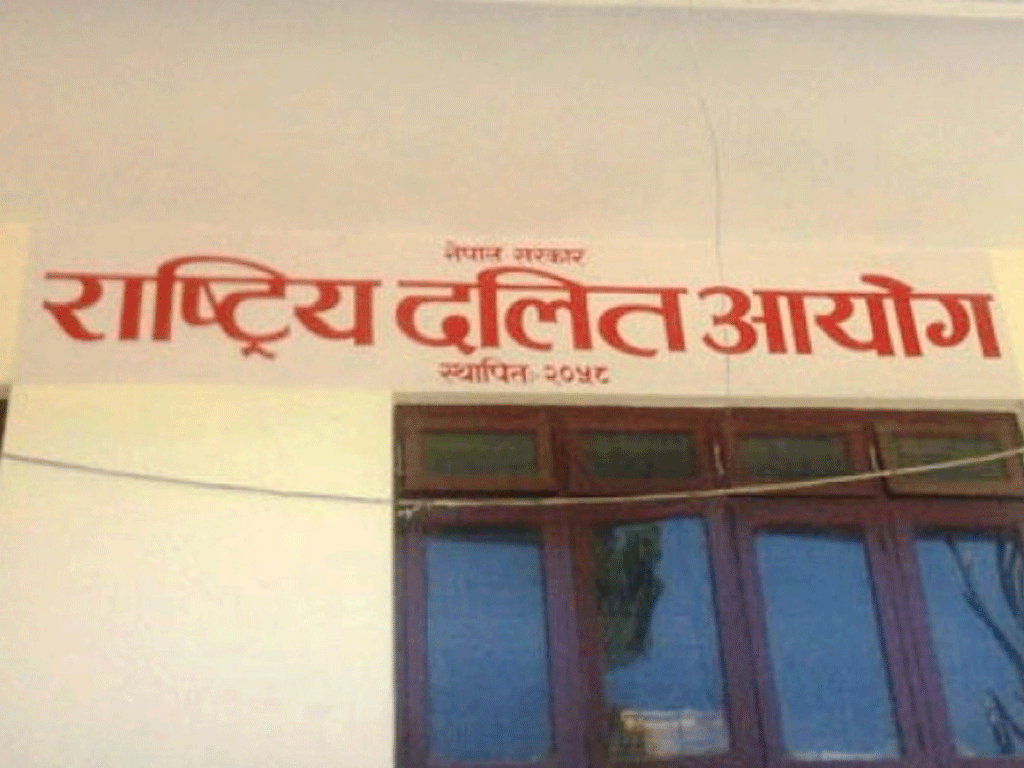 नेपाल सरकार
राष्ट्रिय दलित आयोग
स्थापित: २०५८